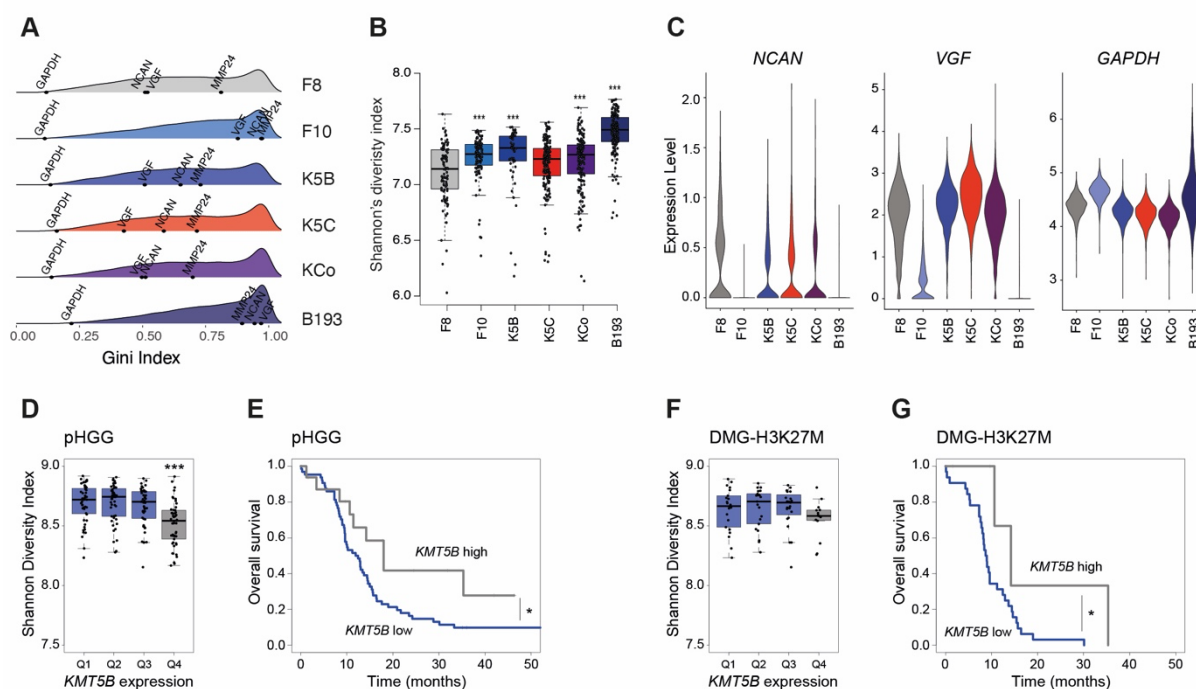 A
GAPDH
NCAN
VGF
MMP24
F8
GAPDH
VGF
NCAN
MMP24
F10
GAPDH
VGF
NCAN
MMP24
K5B
GAPDH
VGF
NCAN
MMP24
K5C
GAPDH
VGF
NCAN
MMP24
KCo
GAPDH
MMP24
NCAN
VGF
B193
0.00 0.25 0.50 0.75 1.00
Gini Index
B
Shannon's diveristy index
8.0
7.5
7.0
6.5
6.0
*** *** *** ***
F8 F10 K5B K5C KCo B193
C
NCAN VGF GAPDH
Expression Level
2.0
1.5
1.0
0.5
0.0
F8 F10 K5B K5C KCo B193
5
4
3
2
1
0
F8 F10 K5B K5C KCo B193
6
5
4
3
F8 F10 K5B K5C KCo B193
D
pHGG
Shannon Diversity Index
9.0
8.5
8.0
7.5
***
Q1 Q2 Q3 Q4
KMT5B expression
E
pHGG
Overall survival
1.0
0.8
0.6
0.4
0.2
0
KMT5B high
KMT5B low
*
0 10 20 30 40 50
Time (months)
F
DMG-H3K27M
Shannon Diversity Index
9.0
8.5
8.0
7.5
Q1 Q2 Q3 Q4
KMT5B expression
G
DMG-H3K27M
Overall survival
1.0
0.8
0.6
0.4
0.2
0
KMT5B high
KMT5B low
*
0 10 20 30 40 50
Time (months)